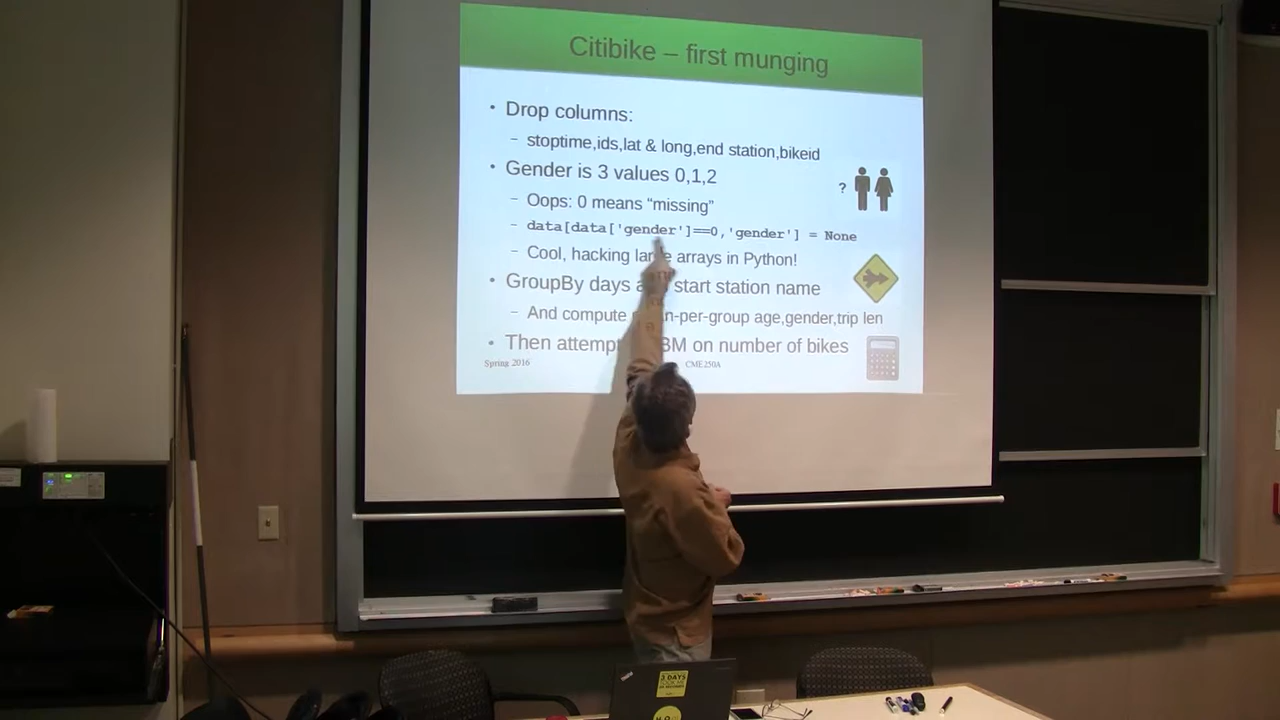 Citibike – first munging
• Drop columns:
– stoptime,ids,lat & long,end station,bikeid
• Gender is 3 values 0,1,2
?
– Oops: 0 means “missing”
– data[data['gender']==0,'gender'] = None
– Cool, hacking large arrays in Python!
• GroupBy days start station name
– And compute -per-group age,gender,trip len
• Then attempt on number of bikes
Spring 2016
CME250A
3 DAYS